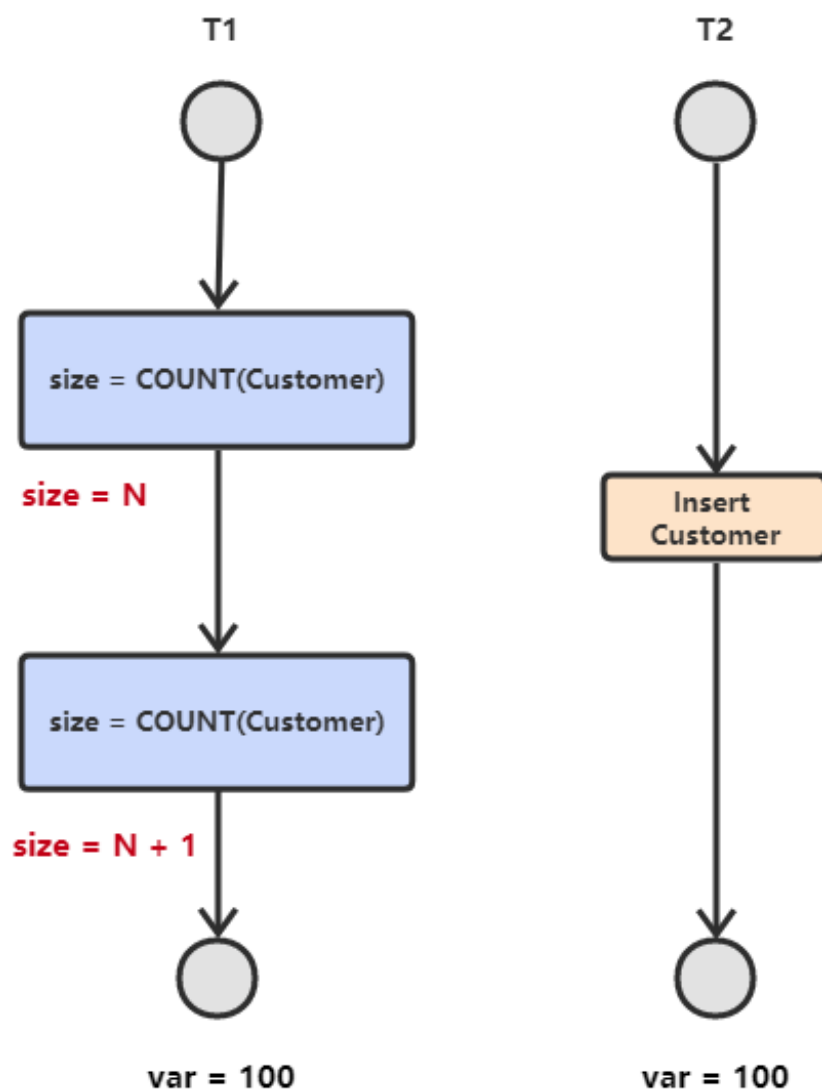 T1
T2
size = COUNT(Customer)
size = N
Insert
Customer
size = COUNT(Customer)
size = N + 1
var = 100
var = 100